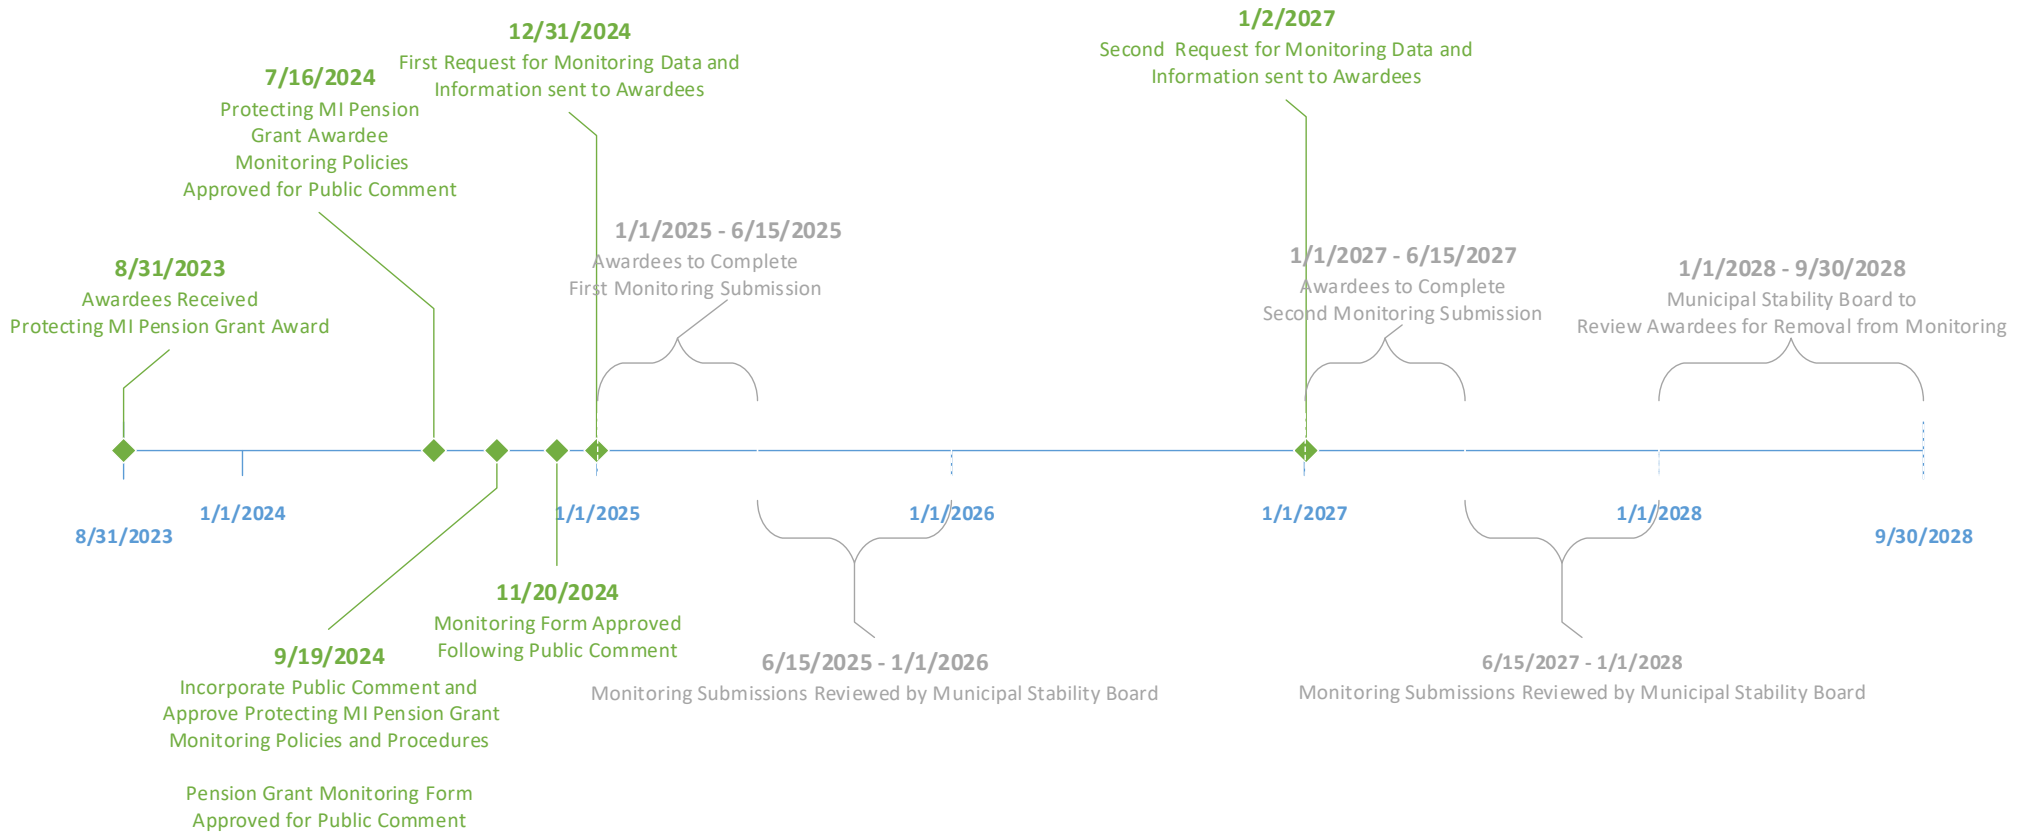 12/31/2024
First Request for Monitoring Data and
Information sent to Awardees
1/2/2027
Second  Request for Monitoring Data and
Information sent to Awardees
7/16/2024
Protecting MI Pension
Grant Awardee
Monitoring Policies
Approved for Public Comment
1/1/2025 - 6/15/2025
Awardees to Complete
First Monitoring Submission
1/1/2027 - 6/15/2027
Awardees to Complete
Second Monitoring Submission
1/1/2028 - 9/30/2028
Municipal Stability Board to
Review Awardees for Removal from Monitoring
8/31/2023
Awardees Received
Protecting MI Pension Grant Award
8/31/2023
1/1/2024
1/1/2025
1/1/2026
1/1/2027
1/1/2028
9/30/2028
11/20/2024
Monitoring Form Approved
Following Public Comment
9/19/2024
Incorporate Public Comment and
Approve Protecting MI Pension Grant
Monitoring Policies and Procedures
Pension Grant Monitoring Form
Approved for Public Comment
6/15/2025 - 1/1/2026
Monitoring Submissions Reviewed by Municipal Stability Board
6/15/2027 - 1/1/2028
Monitoring Submissions Reviewed by Municipal Stability Board